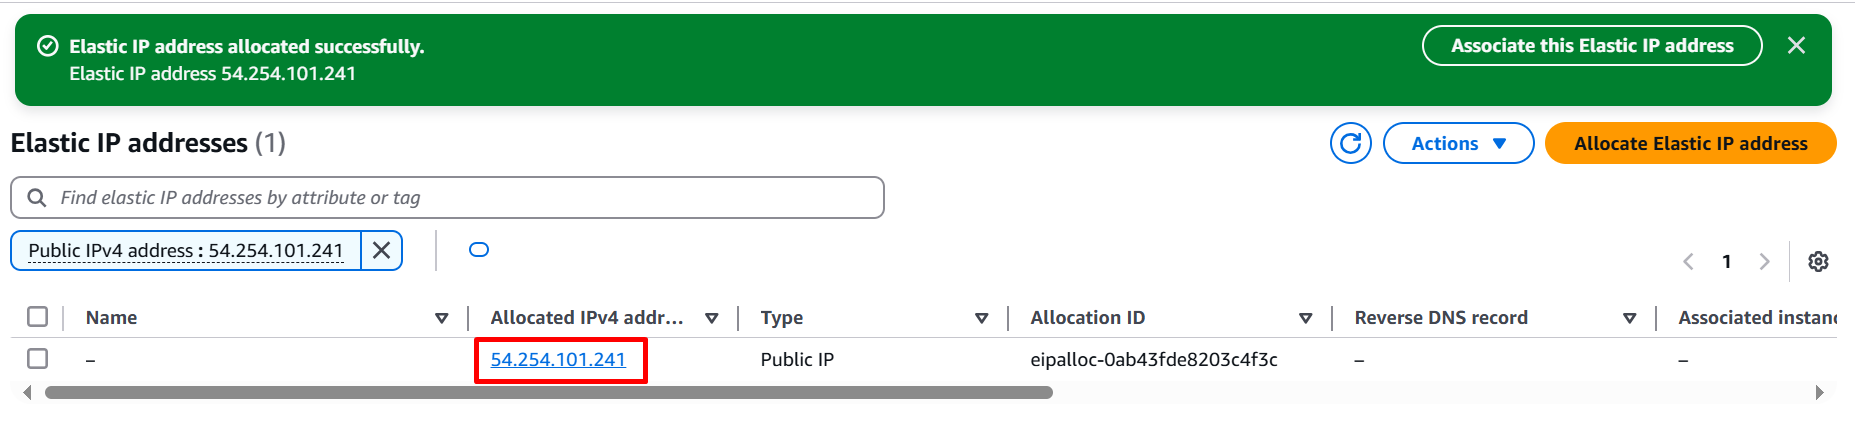 Elastic IP address allocated successfully.
Elastic IP address 54.254.101.241
Associate this Elastic IP address
Elastic IP addresses (1)
Actions
Allocate Elastic IP address
Find elastic IP addresses by attribute or tag
Public IPv4 address : 54.254.101.241
1
Name Allocated IPv4 addr... Type Allocation ID Reverse DNS record Associated instanc
– 54.254.101.241 Public IP eipalloc-0ab43fde8203c4f3c – –